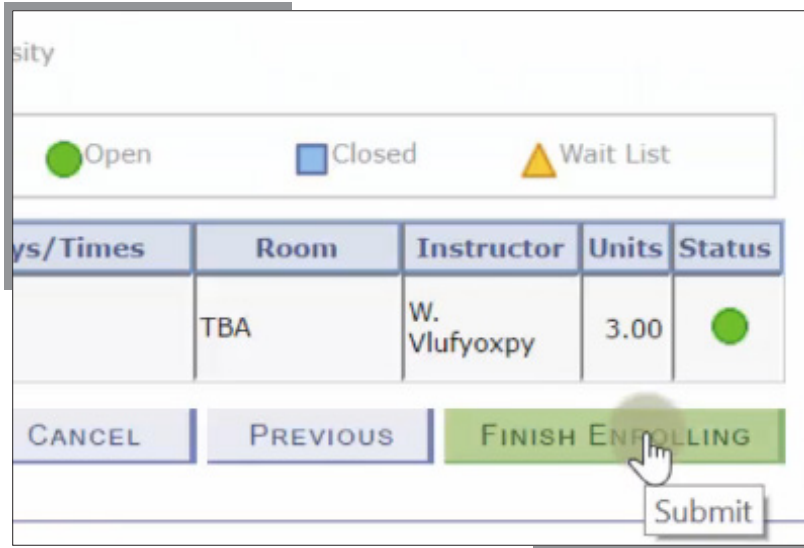 sity
Open Closed Wait List
ys/Times Room Instructor Units Status
TBA W. Vlufyoxpy 3.00
CANCEL PREVIOUS FINISH ENROLLING
Submit